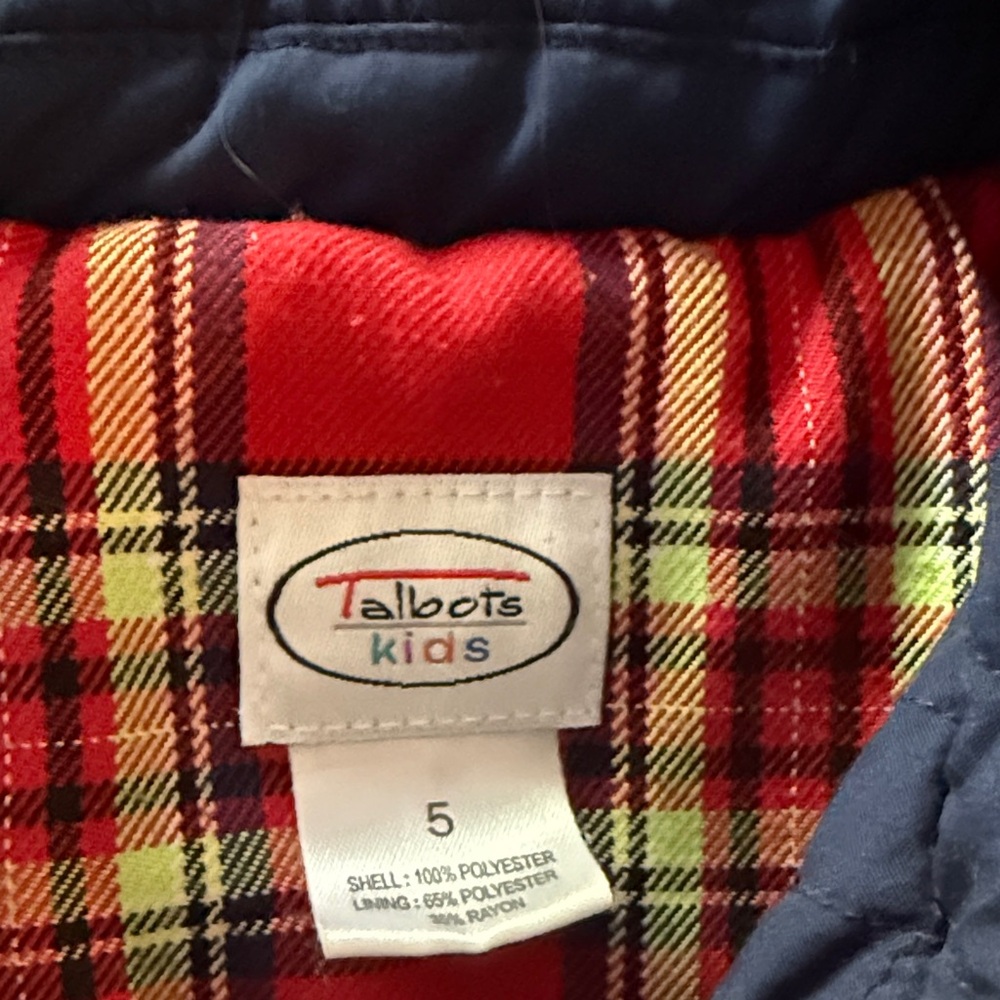 Talbots
kids
5
SHELL : 100% POLYESTER
LINING : 65% POLYESTER
35% RAYON